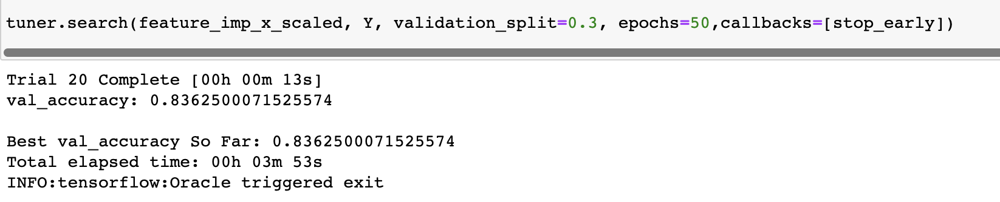 tuner.search(feature_imp_x_scaled, Y, validation_split=0.3, epochs=50,callbacks=[stop_early])
Trial 20 Complete [00h 00m 13s]
val_accuracy: 0.8362500071525574
Best val_accuracy So Far: 0.8362500071525574
Total elapsed time: 00h 03m 53s
INFO:tensorflow:Oracle triggered exit